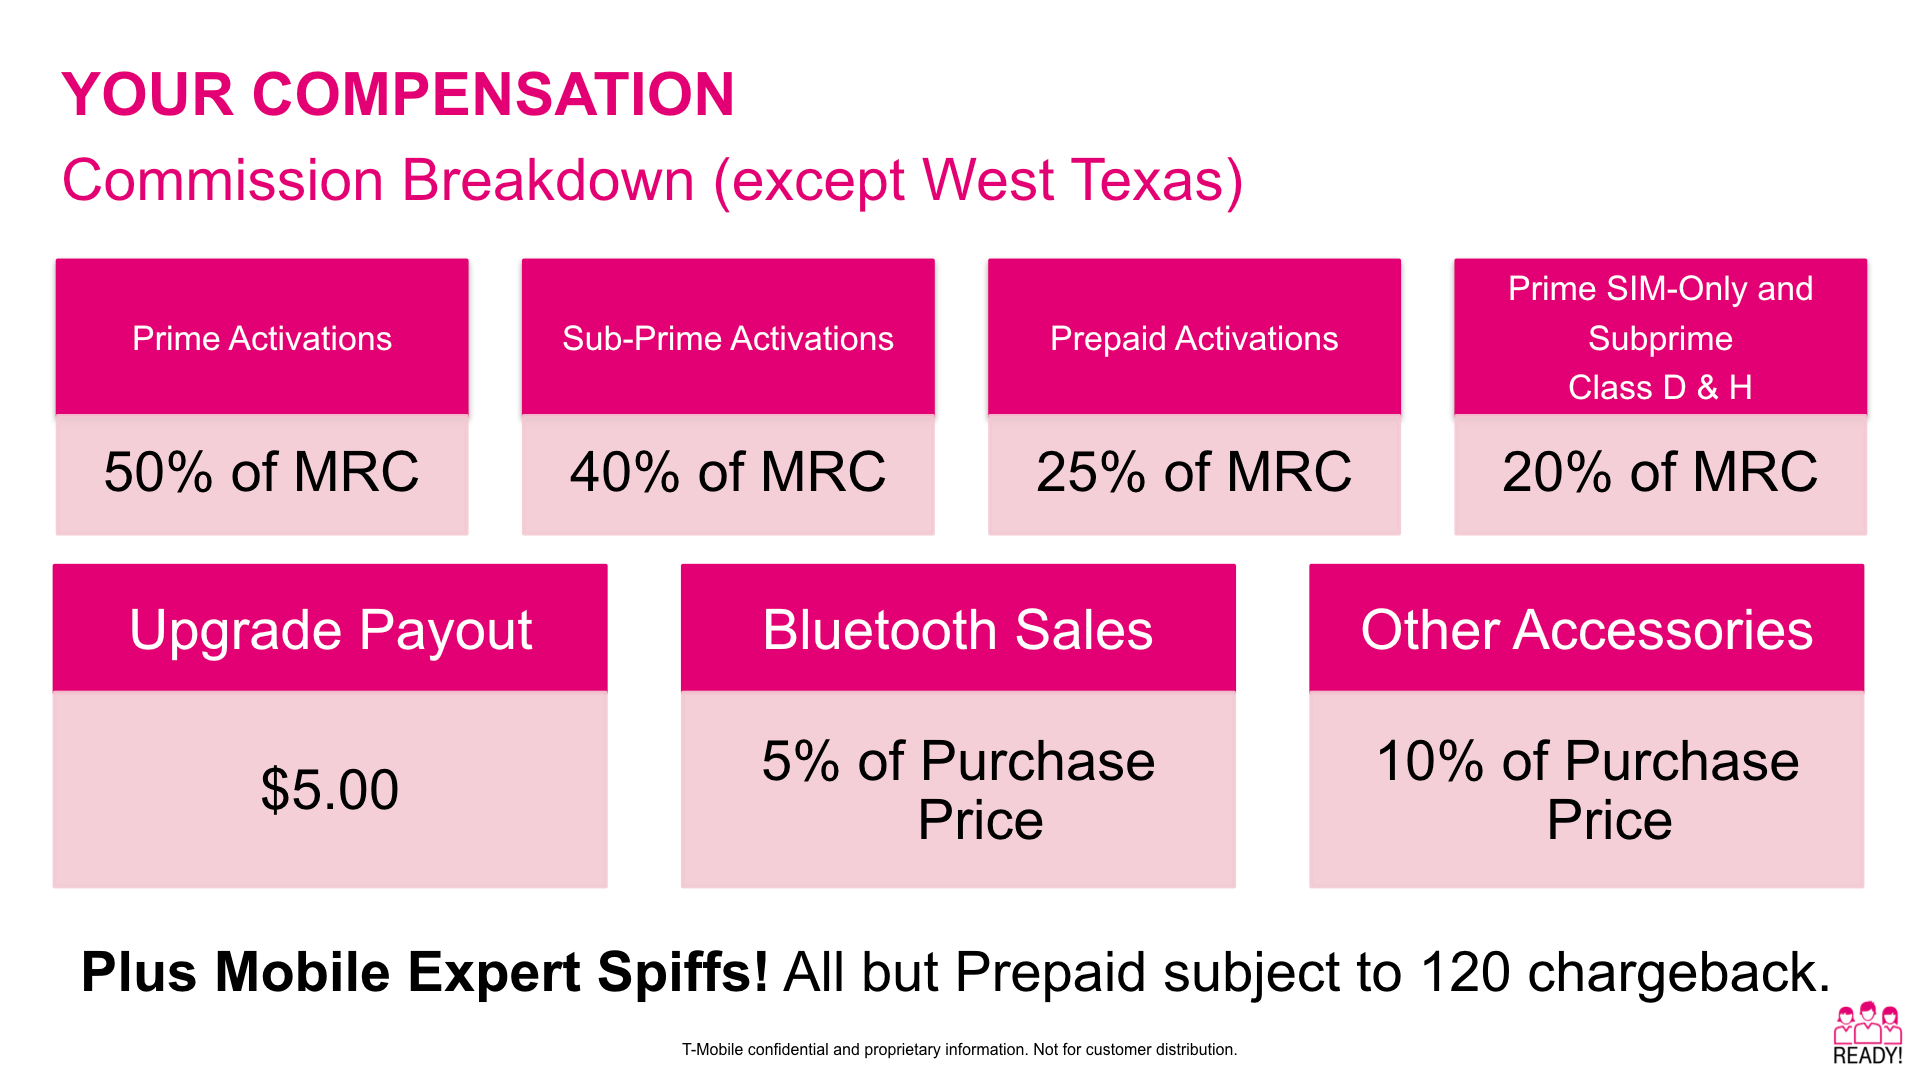 YOUR COMPENSATION
Commission Breakdown (except West Texas)
Prime Activations
50% of MRC
Sub-Prime Activations
40% of MRC
Prepaid Activations
25% of MRC
Prime SIM-Only and
Subprime
Class D & H
20% of MRC
Upgrade Payout
$5.00
Bluetooth Sales
5% of Purchase
Price
Other Accessories
10% of Purchase
Price
Plus Mobile Expert Spiffs! All but Prepaid subject to 120 chargeback.
T-Mobile confidential and proprietary information. Not for customer distribution.
READY!